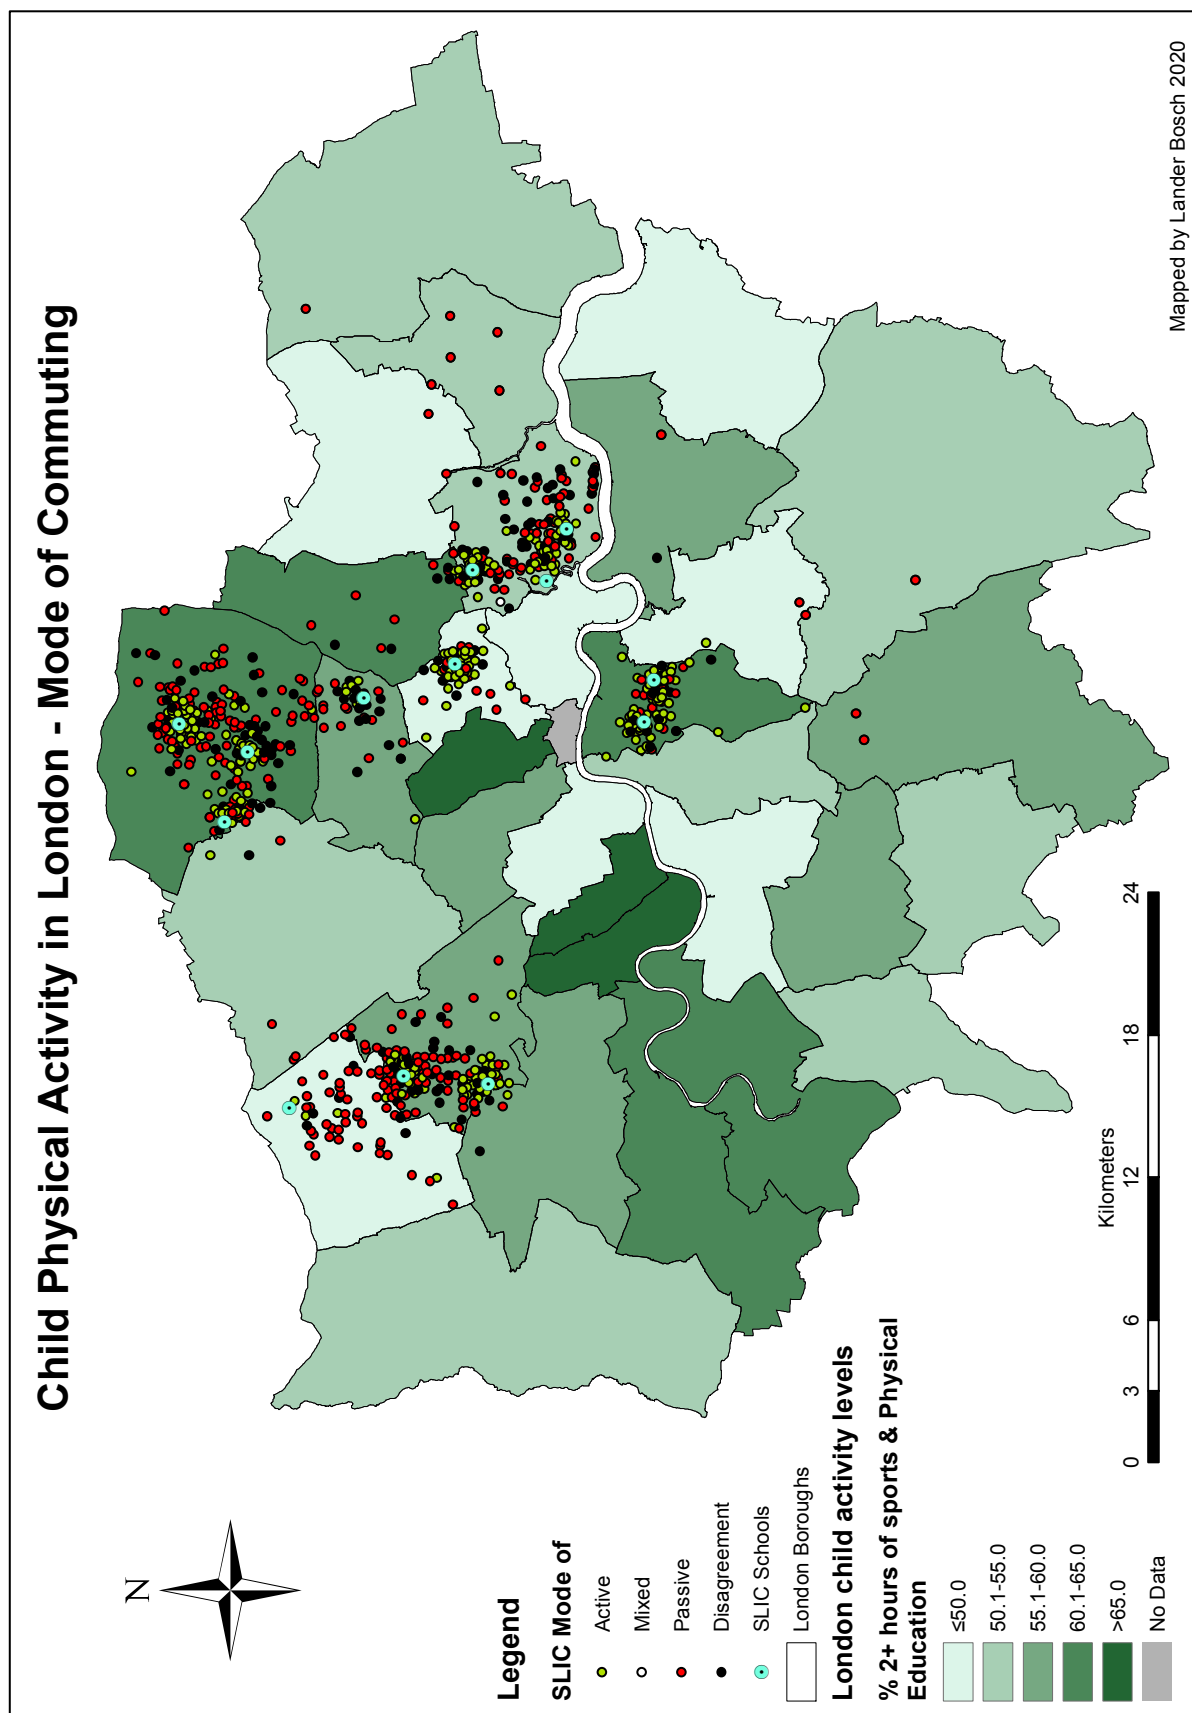 Child Physical Activity in London - Mode of Commuting
N
Legend
SLIC Mode of
Active
Mixed
Passive
Disagreement
SLIC Schools
London Boroughs
London child activity levels
% 2+ hours of sports & Physical
Education
≤50.0
50.1-55.0
55.1-60.0
60.1-65.0
>65.0
No Data
Kilometers
0 3 6 12 18 24
Mapped by Lander Bosch 2020